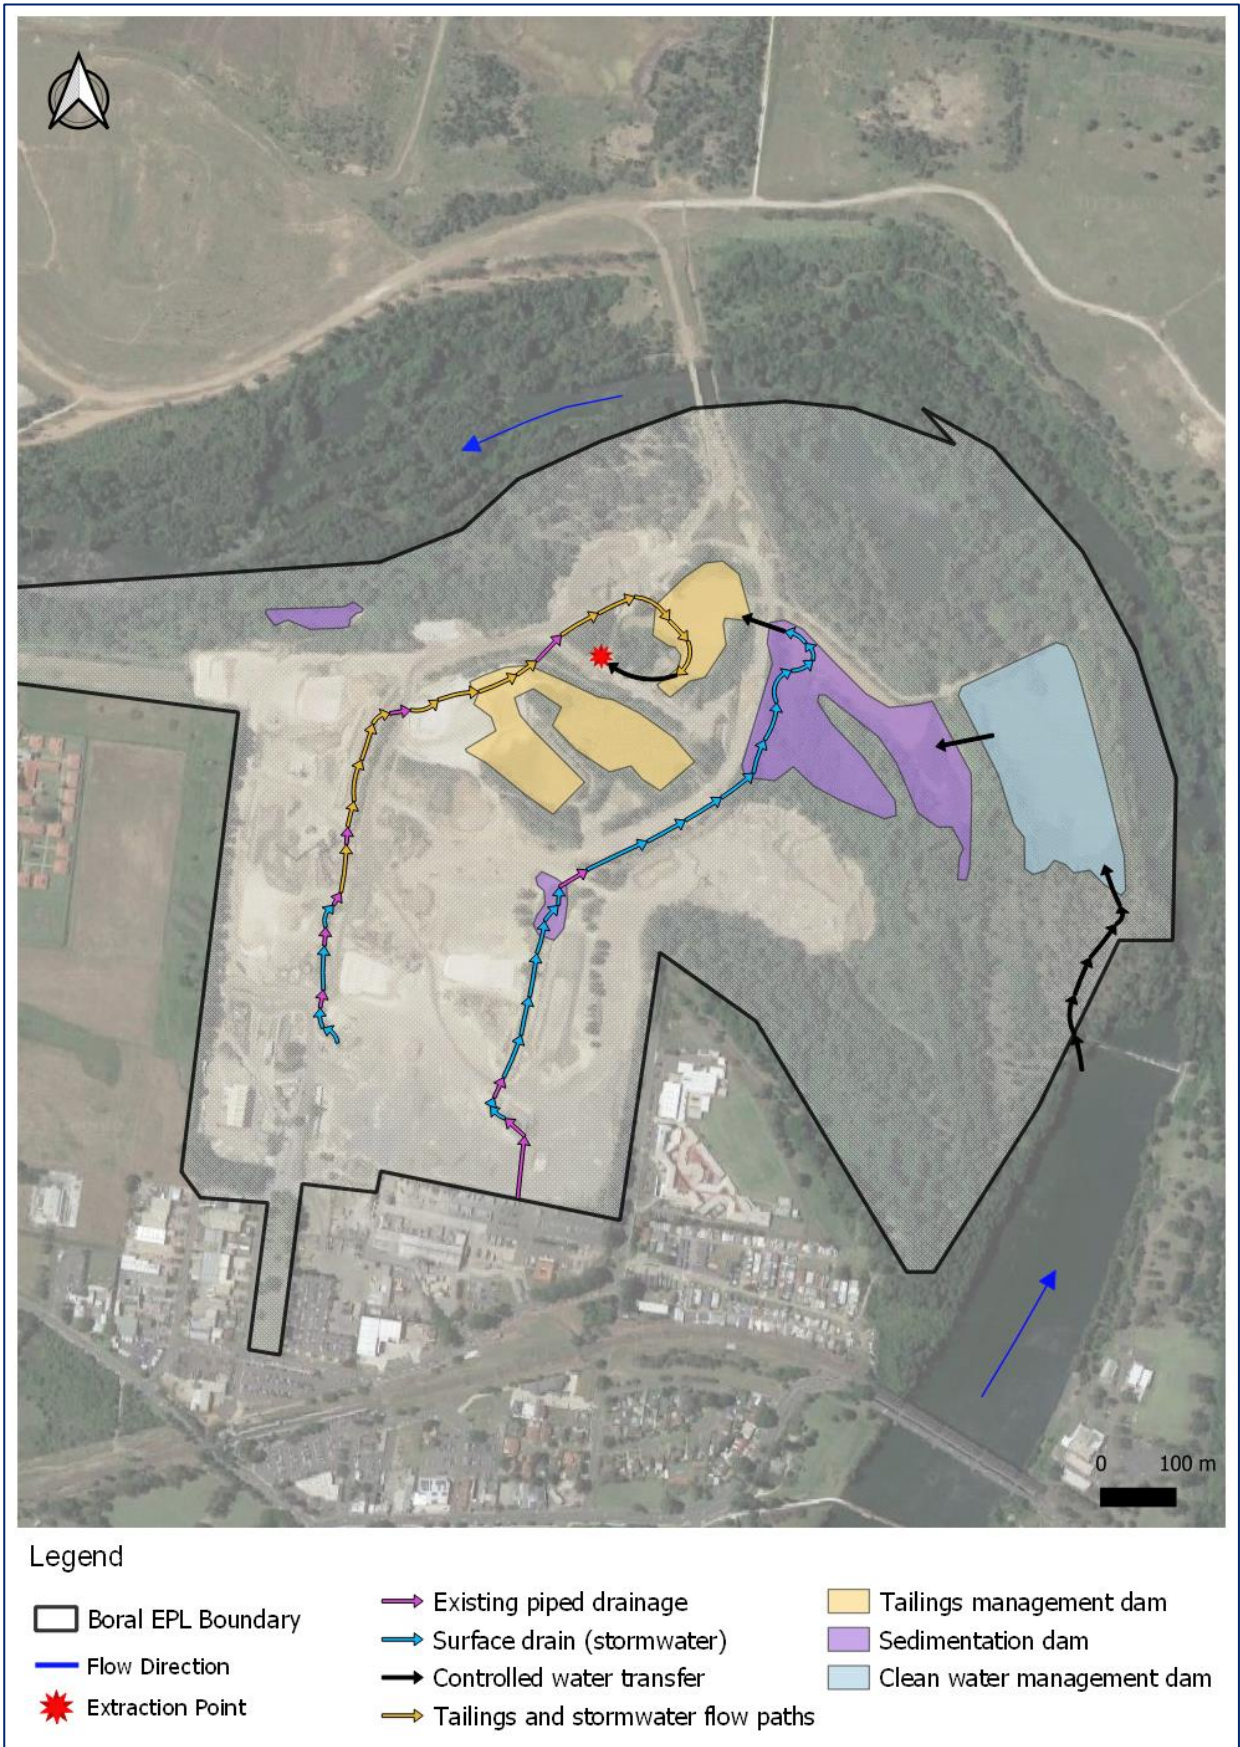 0 100 m
Legend
Boral EPL Boundary
Flow Direction
Extraction Point
Existing piped drainage
Surface drain (stormwater)
Controlled water transfer
Tailings and stormwater flow paths
Tailings management dam
Sedimentation dam
Clean water management dam